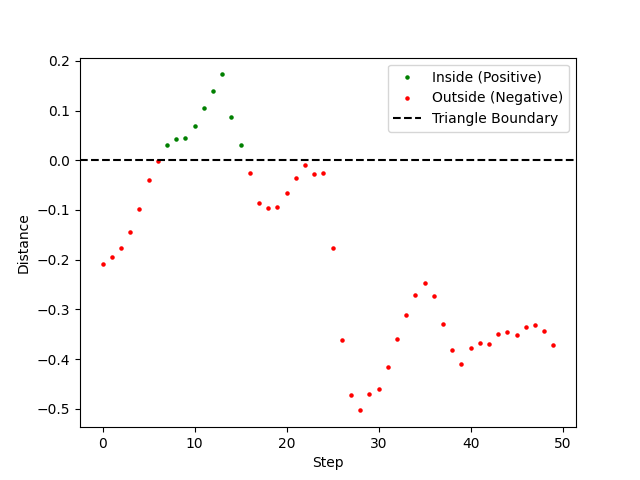 0.2
0.1
0.0
−0.1
−0.2
−0.3
−0.4
−0.5
Distance
Inside (Positive)
Outside (Negative)
Triangle Boundary
0 10 20 30 40 50
Step